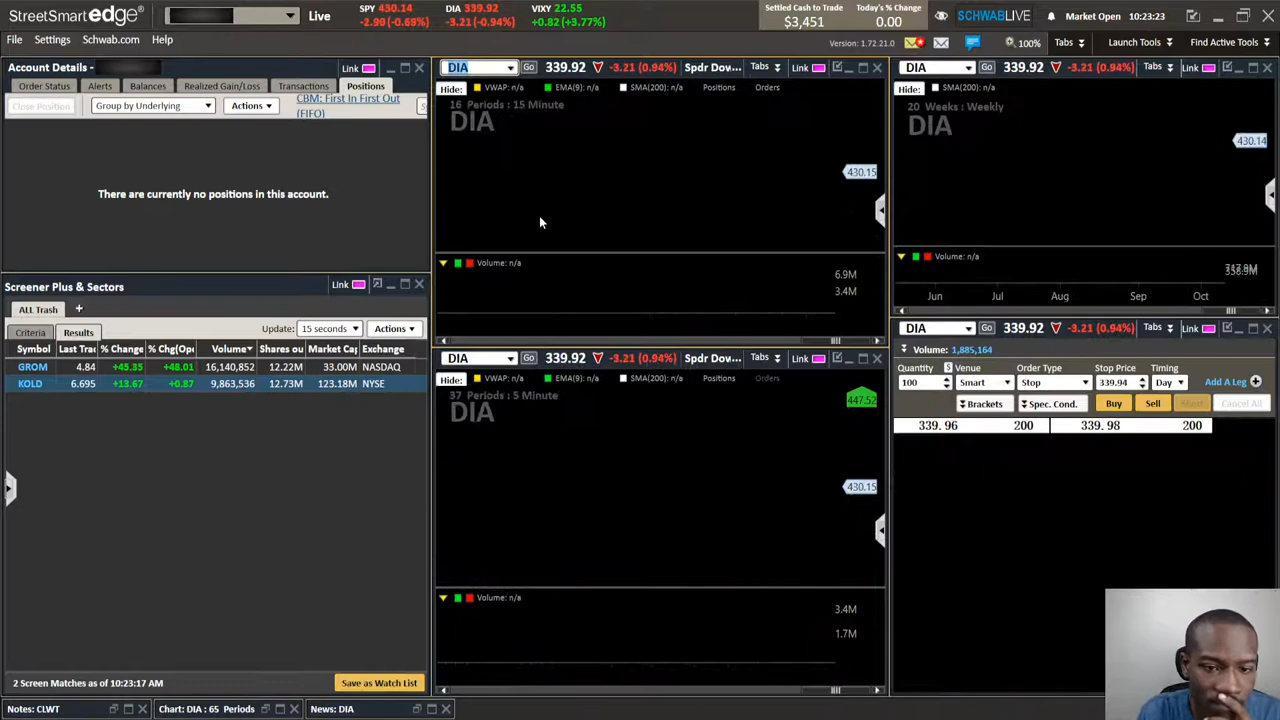 StreetSmart edge®
Live
SPY 430.14
-2.99 (-0.69%)
DIA 339.92
-3.21 (-0.94%)
VIXY 22.55
+0.82 (+3.77%)
Settled Cash to Trade
$3,451
Today's % Change
0.00
SCHWABLIVE
Market Open
10:23:23
File Settings Schwab.com Help
Version: 1.72.21.0
100%
Tabs
Launch Tools
Find Active Tools
Account Details -
Link
Order Status Alerts Balances Realized Gain/Loss Transactions Positions
Close Position
Group by Underlying
Actions
CBM: First In First Out
(FIFO)
There are currently no positions in this account.
Screener Plus & Sectors
Link
ALL Trash +
Criteria Results
Update: 15 seconds
Actions
Symbol Last Tra % Change % Chg(Ope Volume Shares ou Market Cap Exchange
GROM 4.84 +45.35 +48.01 16,140,852 12.22M 33.00M NASDAQ
KOLD 6.695 +13.67 +0.87 9,863,536 12.73M 123.18M NYSE
2 Screen Matches as of 10:23:17 AM
Save as Watch List
DIA Go 339.92 -3.21 (0.94%) Spdr Dow... Tabs Link
Hide: VWAP: n/a EMA(9): n/a SMA(200): n/a Positions Orders
16 Periods : 15 Minute
DIA
430.15
Volume: n/a
6.9M
3.4M
DIA Go 339.92 -3.21 (0.94%) Spdr Dow... Tabs Link
Hide: VWAP: n/a EMA(9): n/a SMA(200): n/a Positions Orders
37 Periods : 5 Minute
DIA
447.52
430.15
Volume: n/a
3.4M
1.7M
DIA Go 339.92 -3.21 (0.94%) Tabs Link
Hide: SMA(200): n/a
20 Weeks : Weekly
DIA
430.14
Volume: n/a
Jun Jul Aug Sep Oct
DIA Go 339.92 -3.21 (0.94%) Tabs Link
Volume: 1,885,164
Quantity $ Venue Order Type Stop Price Timing
100 Smart Stop 339.94 Day Add A Leg
Brackets Spec. Cond. Buy Sell Cancel All
339.96 200 339.98 200
Notes: CLWT
Chart: DIA : 65 Periods
News: DIA